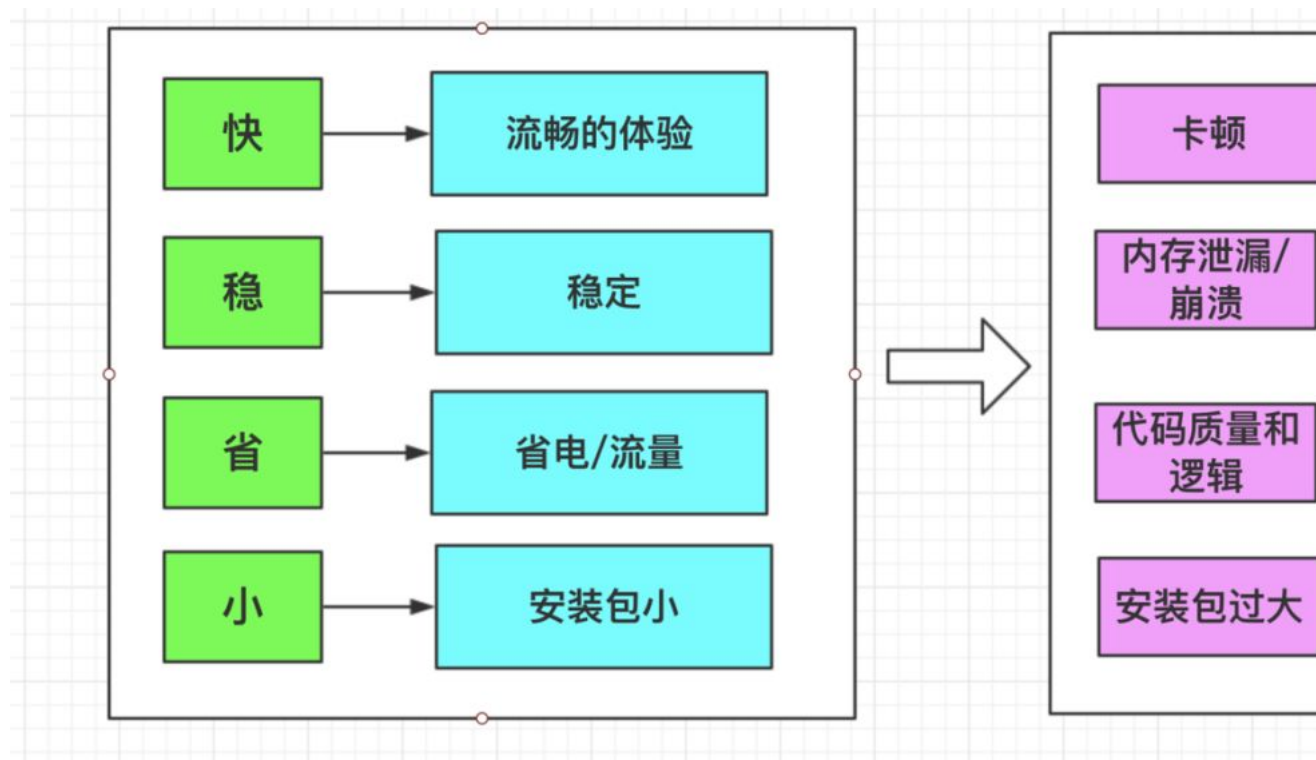 快
流畅的体验
卡顿
稳
稳定
内存泄漏/
崩溃
省
省电/流量
代码质量和
逻辑
小
安装包小
安装包过大